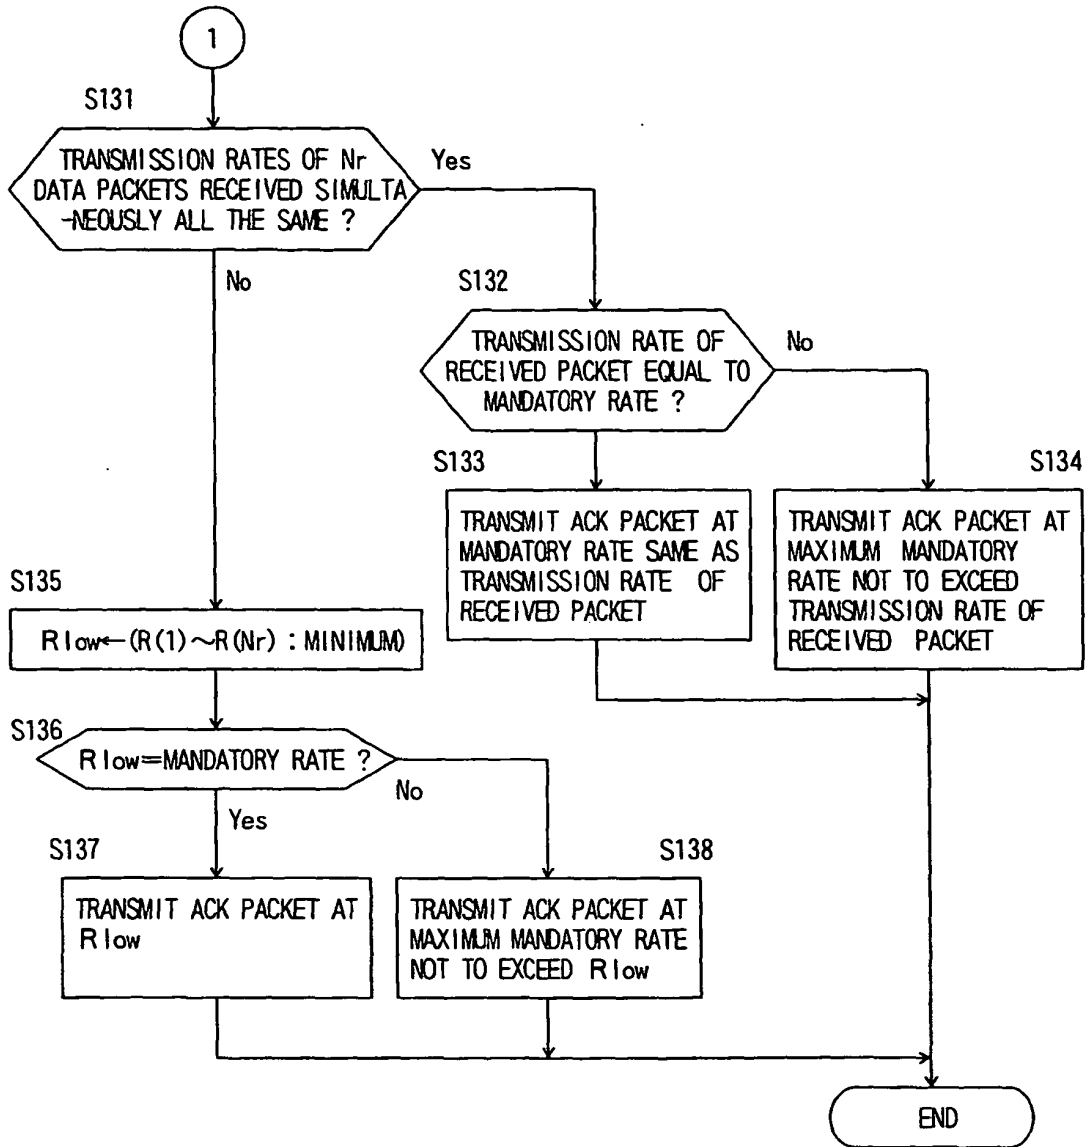 1
S131
TRANSMISSION RATES OF Nr
DATA PACKETS RECEIVED SIMULTA
-NEOUSLY ALL THE SAME ?
Yes
No
S132
TRANSMISSION RATE OF
RECEIVED PACKET EQUAL TO
MANDATORY RATE ?
No
S133
TRANSMIT ACK PACKET AT
MANDATORY RATE SAME AS
TRANSMISSION RATE OF
RECEIVED PACKET
S134
TRANSMIT ACK PACKET AT
MAXIMUM MANDATORY
RATE NOT TO EXCEED
TRANSMISSION RATE OF
RECEIVED PACKET
S135
Rlow←(R(1)~R(Nr) : MINIMUM)
S136
Rlow=MANDATORY RATE ?
No
Yes
S137
TRANSMIT ACK PACKET AT
Rlow
S138
TRANSMIT ACK PACKET AT
MAXIMUM MANDATORY RATE
NOT TO EXCEED Rlow
END